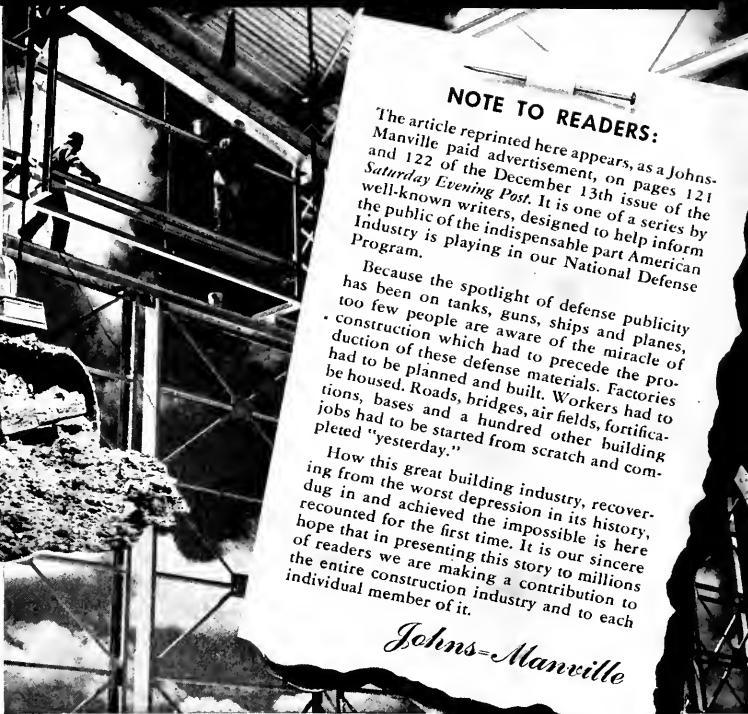 NOTE TO READERS:
The article reprinted here appears, as a Johns-
Manville paid advertisement, on pages 121
and 122 of the December 13th issue of the
Saturday Evening Post. It is one of a series by
well-known writers, designed to help inform
the public of the indispensable part American
Industry is playing in our National Defense
Program.
Because the spotlight of defense publicity
has been on tanks, guns, ships and planes,
too few people are aware of the miracle of
construction which had to precede the pro-
duction of these defense materials. Factories
had to be planned and built. Workers had to
be housed. Roads, bridges, air fields, fortifica-
tions, bases and a hundred other building
jobs had to be started from scratch and com-
pleted "yesterday."
How this great building industry, recover-
ing from the worst depression in its history,
dug in and achieved the impossible is here
recounted for the first time. It is our sincere
hope that in presenting this story to millions
of readers we are making a contribution to
the entire construction industry and to each
individual member of it.
Johns-Manville